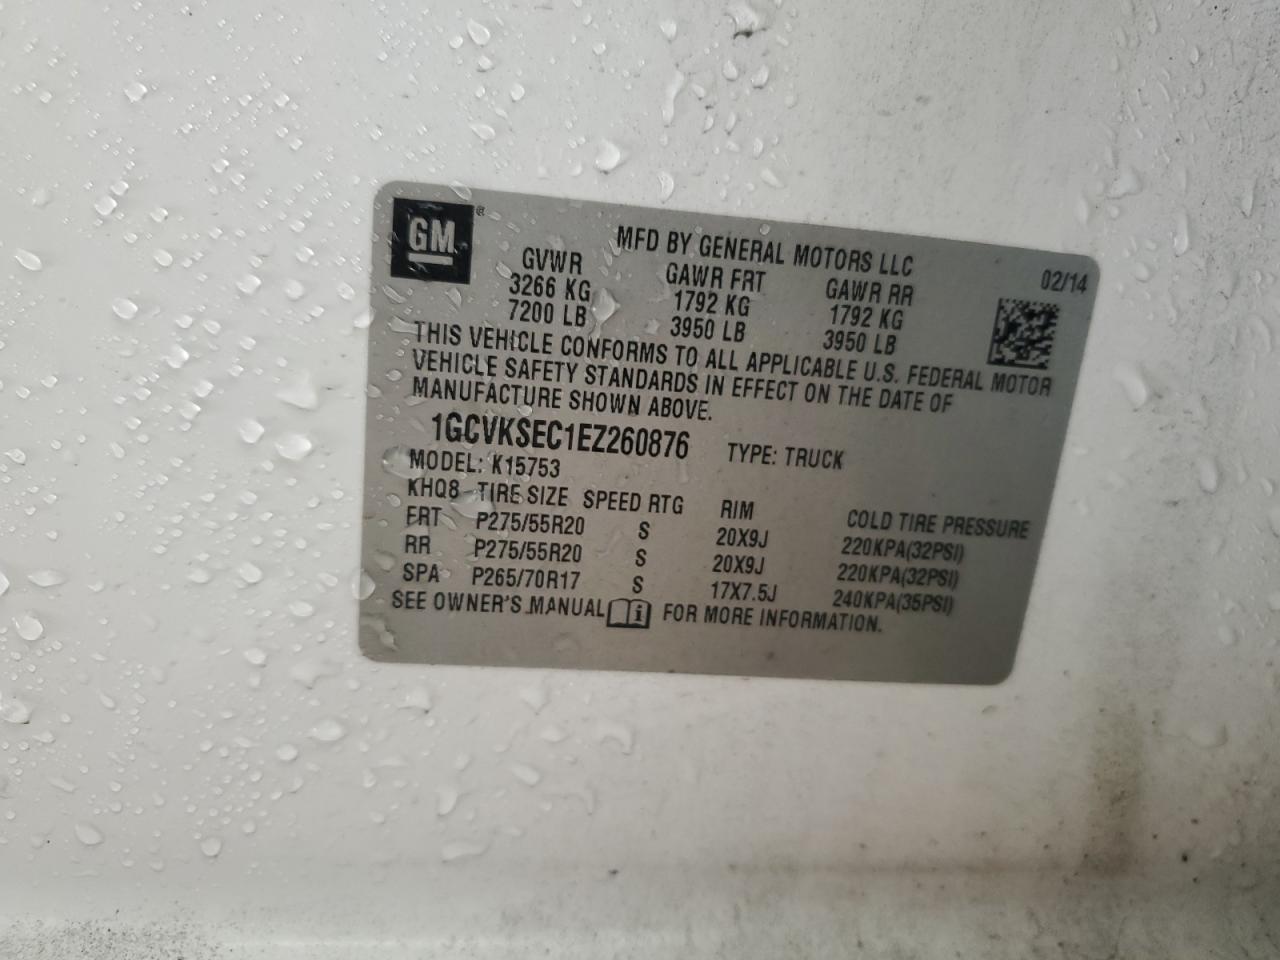 GM ®
MFD BY GENERAL MOTORS LLC
02/14
GVWR GAWR FRT GAWR RR
3266 KG 1792 KG 1792 KG
7200 LB 3950 LB 3950 LB
THIS VEHICLE CONFORMS TO ALL APPLICABLE U.S. FEDERAL MOTOR
VEHICLE SAFETY STANDARDS IN EFFECT ON THE DATE OF
MANUFACTURE SHOWN ABOVE.
1GCVKSEC1EZ260876 TYPE: TRUCK
MODEL: K15753
KHQ8 TIRE SIZE SPEED RTG RIM COLD TIRE PRESSURE
FRT P275/55R20 S 20X9J 220KPA(32PSI)
RR P275/55R20 S 20X9J 220KPA(32PSI)
SPA P265/70R17 S 17X7.5J 240KPA(35PSI)
SEE OWNER'S MANUAL i FOR MORE INFORMATION.